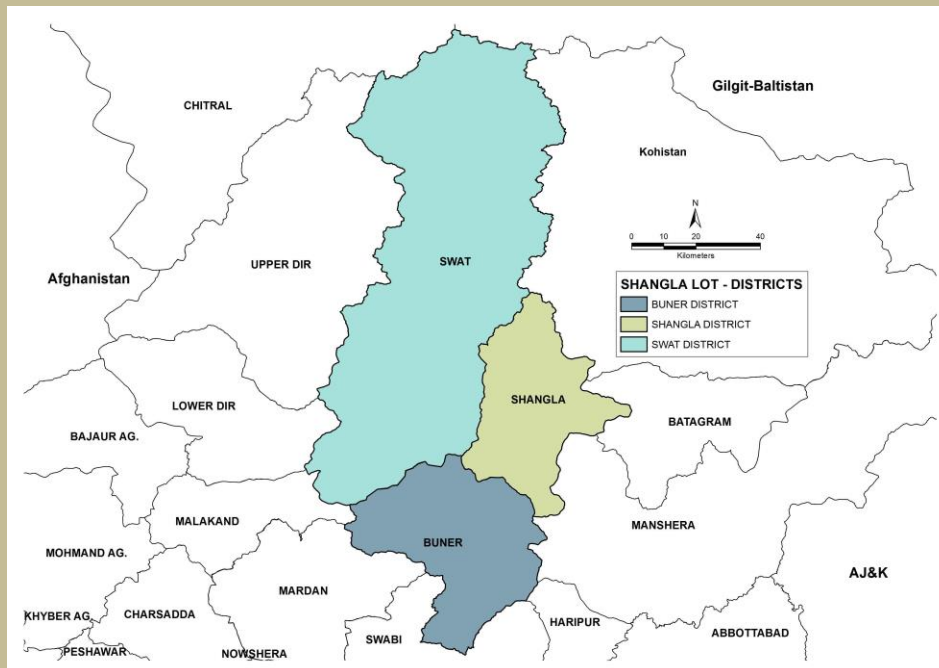 Gilgit-Baltistan
CHITRAL
Kohistan
N
0 10 20 40
Kilometers
SWAT
UPPER DIR
Afghanistan
SHANGLA LOT - DISTRICTS
BUNER DISTRICT
SHANGLA DISTRICT
SWAT DISTRICT
SHANGLA
LOWER DIR
BATAGRAM
BAJAUR AG.
MALAKAND
MANSHERA
BUNER
MOHMAND AG.
AJ&K
MARDAN
CHARSADDA
KHYBER AG.
HARIPUR
ABBOTTABAD
SWABI
PESHAWAR
NOWSHERA